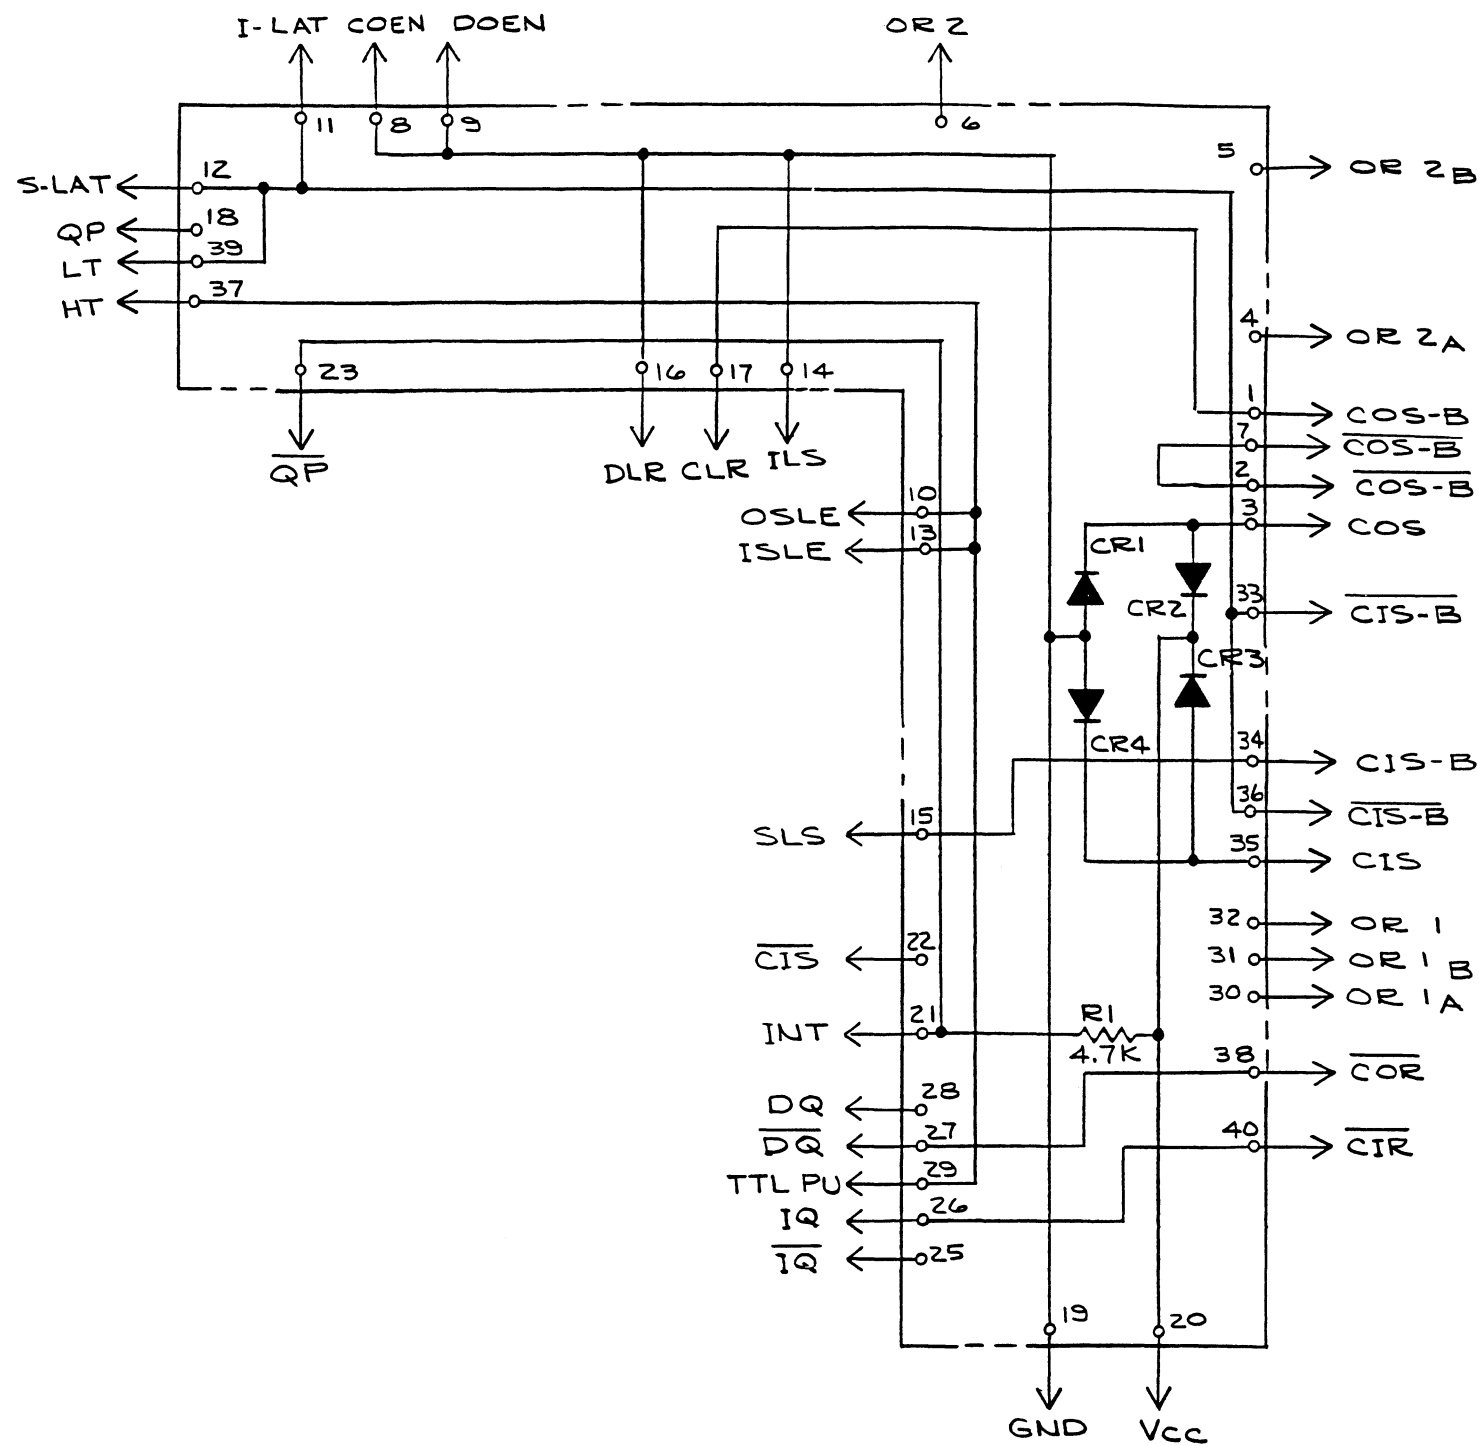 I-LAT COEN DOEN OR 2
11 8 9 6
S-LAT 12
5 OR 2B
QP 18
LT 39
HT 37
4 OR 2A
23 16 17 14
QP DLR CLR ILS
1 COS-B
7 COS-B
2 COS-B
3 COS
OSLE 10
ISLE 13
CR1
CR2
33 CIS-B
CR3
CR4
34 CIS-B
36 CIS-B
35 CIS
SLS 15
32 OR 1
31 OR 1B
30 OR 1A
CIS 22
INT 21
R1
4.7K
38 COR
40 CIR
DQ 28
DQ 27
TTL PU 29
IQ 26
IQ 25
19 20
GND VCC